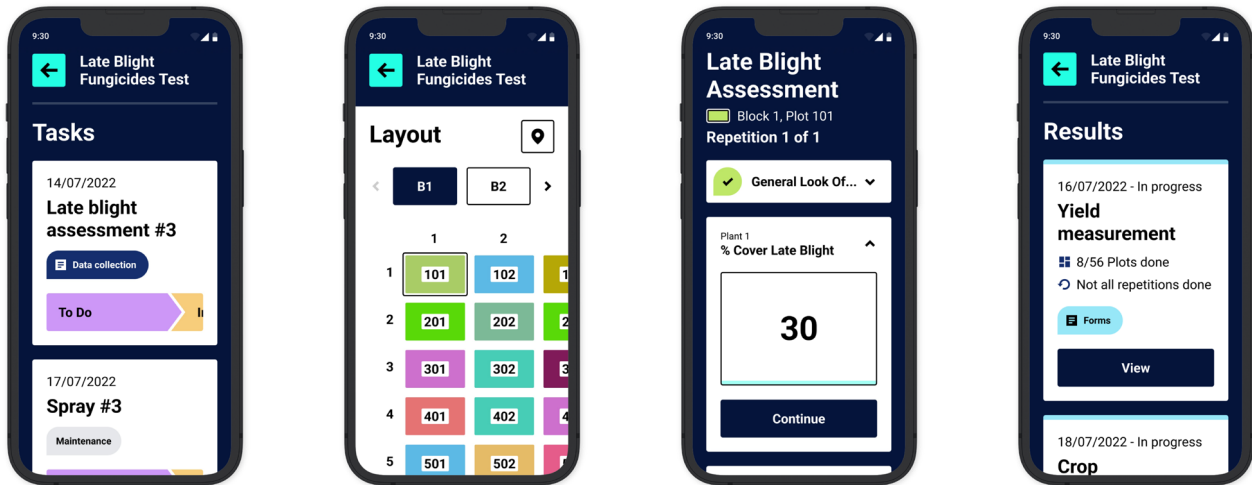 9:30
Late Blight
Fungicides Test
Tasks
14/07/2022
Late blight
assessment #3
Data collection
To Do
17/07/2022
Spray #3
Maintenance
9:30
Late Blight
Fungicides Test
Layout
B1 B2
1 2
1 101 102 1
2 201 202 2
3 301 302 3
4 401 402 4
5 501 502
9:30
Late Blight
Assessment
Block 1, Plot 101
Repetition 1 of 1
General Look Of...
Plant 1
% Cover Late Blight
30
Continue
9:30
Late Blight
Fungicides Test
Results
16/07/2022 - In progress
Yield
measurement
8/56 Plots done
Not all repetitions done
Forms
View
18/07/2022 - In progress
Crop